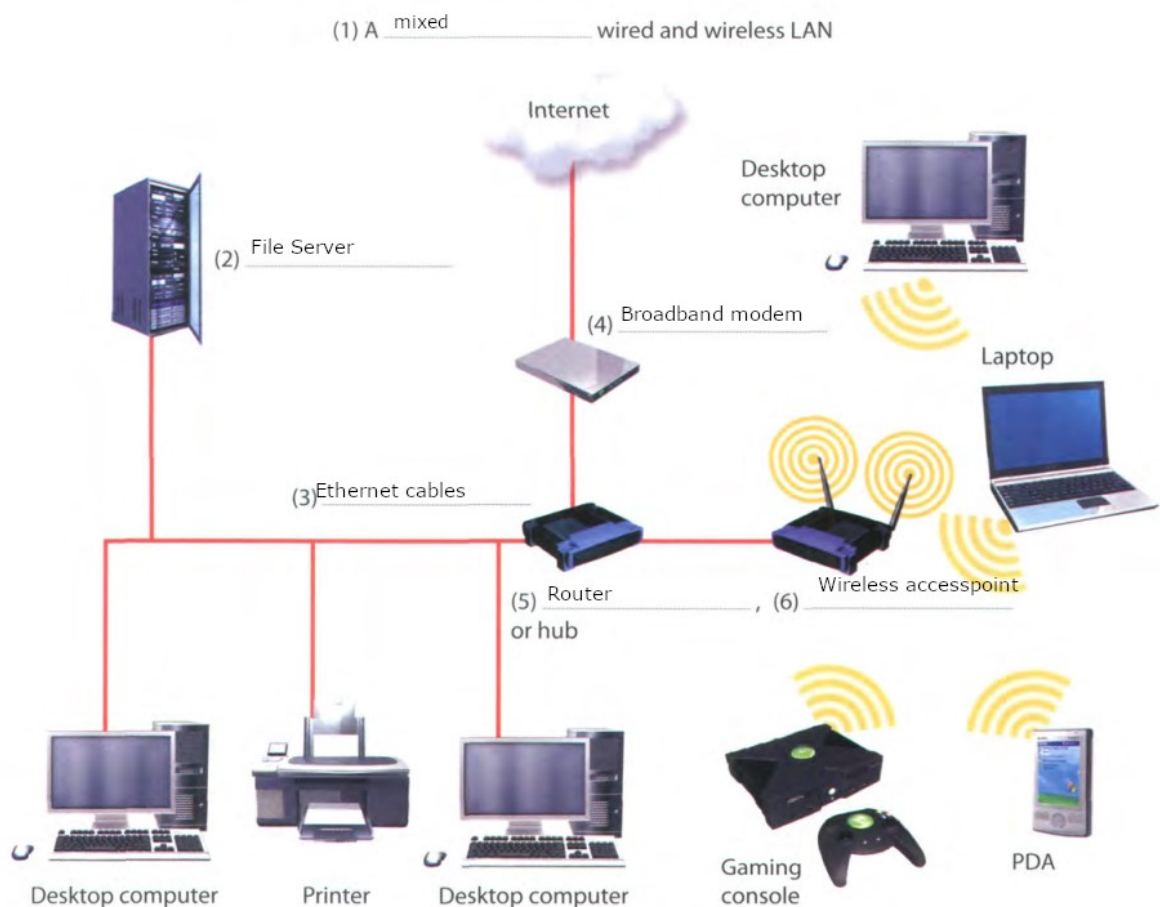 (1) A mixed wired and wireless LAN
Internet
Desktop
computer
(2) File Server
(4) Broadband modem
Laptop
(3) Ethernet cables
(5) Router , (6) Wireless accesspoint
or hub
Desktop computer
Printer
Desktop computer
Gaming
console
PDA